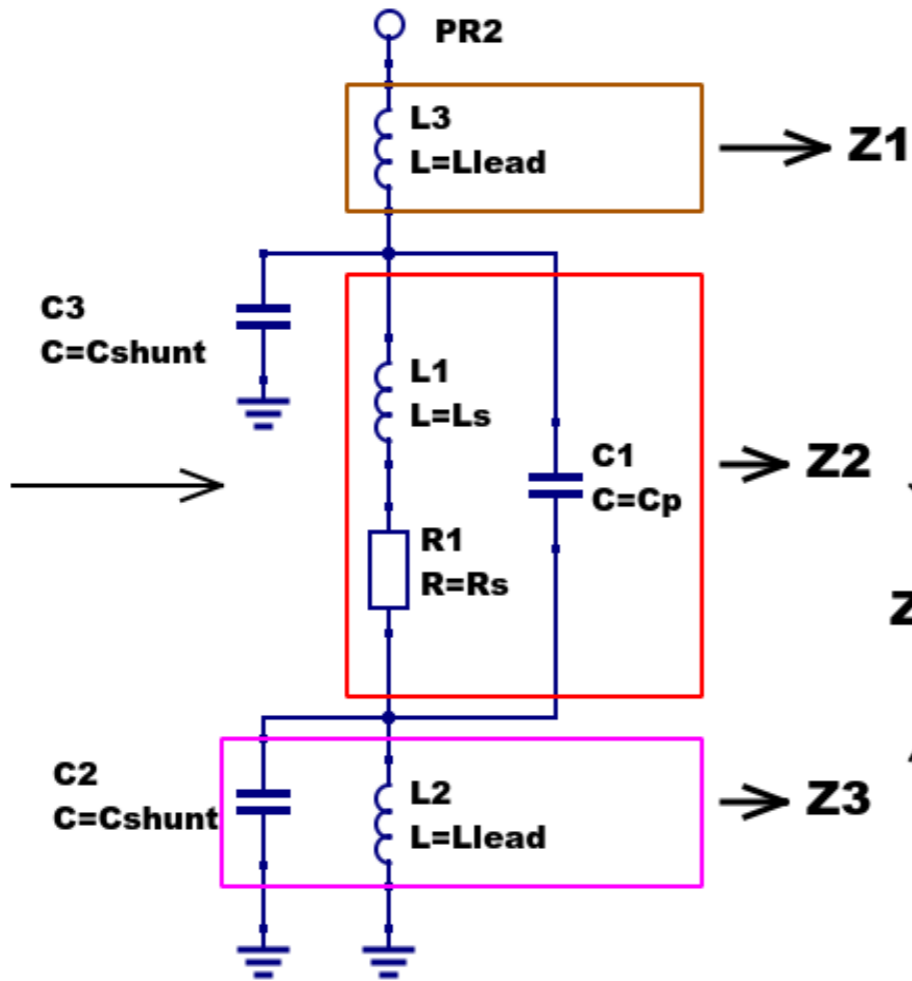 PR2
L3
L=Llead
Z1
C3
C=Cshunt
L1
L=Ls
C1
C=Cp
Z2
R1
R=Rs
Z
C2
C=Cshunt
L2
L=Llead
Z3